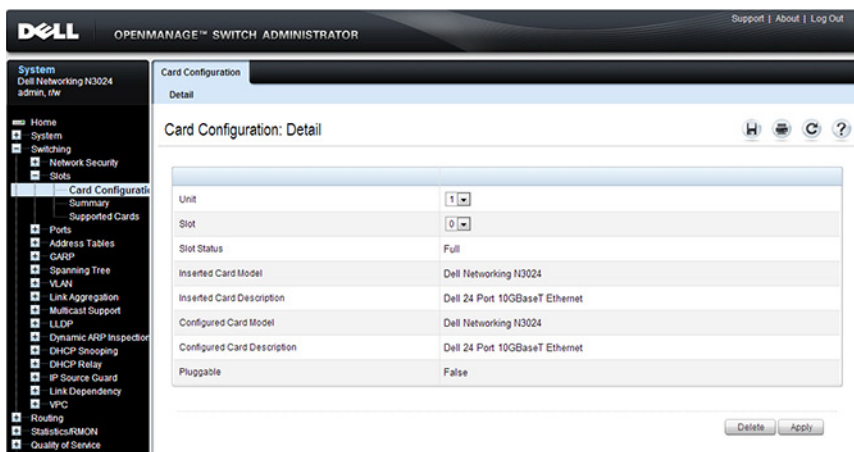 Support | About | Log Out
DELL OPENMANAGE™ SWITCH ADMINISTRATOR
System
Dell Networking N3024
admin, r/w
Home
System
Switching
Network Security
Slots
Card Configuratio
Summary
Supported Cards
Ports
Address Tables
GARP
Spanning Tree
VLAN
Link Aggregation
Multicast Support
LLDP
Dynamic ARP Inspection
DHCP Snooping
DHCP Relay
IP Source Guard
Link Dependency
VPC
Routing
Statistics/RMON
Quality of Service
Card Configuration
Detail
Card Configuration: Detail
Unit 1
Slot 0
Slot Status Full
Inserted Card Model Dell Networking N3024
Inserted Card Description Dell 24 Port 10GBaseT Ethernet
Configured Card Model Dell Networking N3024
Configured Card Description Dell 24 Port 10GBaseT Ethernet
Pluggable False
Delete Apply